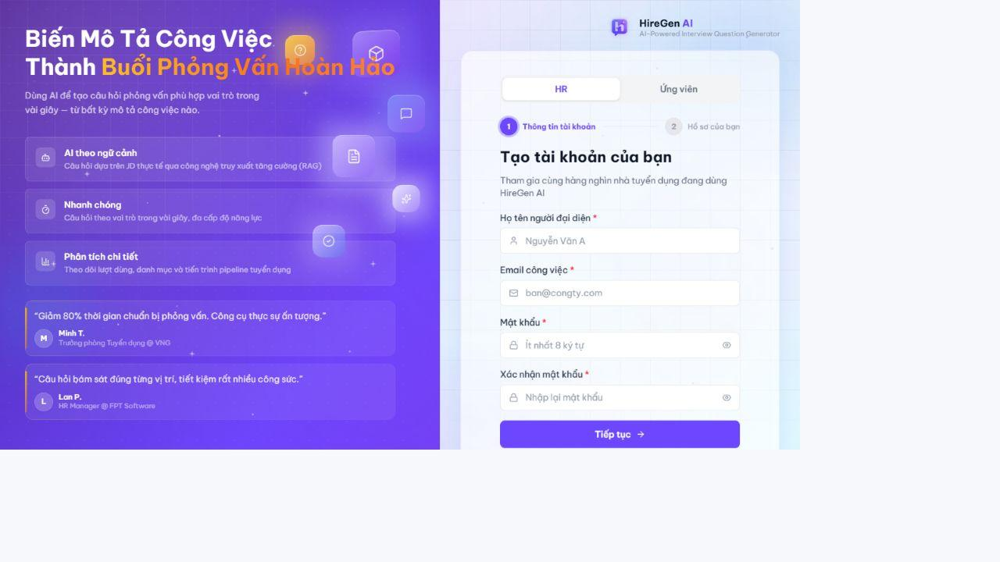 Biến Mô Tả Công Việc
Thành Buổi Phỏng Vấn Hoàn Hảo
Dùng AI để tạo câu hỏi phỏng vấn phù hợp vai trò trong
vài giây — từ bất kỳ mô tả công việc nào.
AI theo ngữ cảnh
Câu hỏi dựa trên JD thực tế qua công nghệ truy xuất tăng cường (RAG)
Nhanh chóng
Câu hỏi theo vai trò trong vài giây, đa cấp độ năng lực
Phân tích chi tiết
Theo dõi lượt dùng, danh mục và tiến trình pipeline tuyển dụng
“Giảm 80% thời gian chuẩn bị phỏng vấn. Công cụ thực sự ấn tượng.”
M
Minh T.
Trưởng phòng Tuyển dụng @ VNG
“Câu hỏi bám sát đúng từng vị trí, tiết kiệm rất nhiều công sức.”
L
Lan P.
HR Manager @ FPT Software
HireGen AI
AI-Powered Interview Question Generator
HR
Ứng viên
1 Thông tin tài khoản
2 Hồ sơ của bạn
Tạo tài khoản của bạn
Tham gia cùng hàng nghìn nhà tuyển dụng đang dùng
HireGen AI
Họ tên người đại diện *
Nguyễn Văn A
Email công việc *
ban@congty.com
Mật khẩu *
Ít nhất 8 ký tự
Xác nhận mật khẩu *
Nhập lại mật khẩu
Tiếp tục →